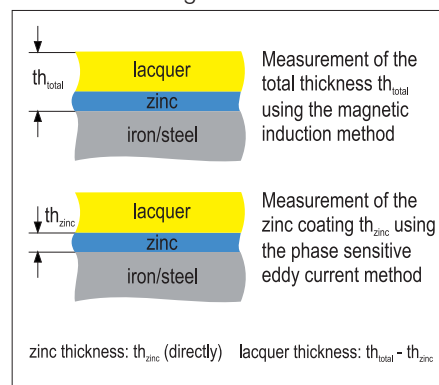 lacquer
th_total
zinc
iron/steel
Measurement of the
total thickness th_total
using the magnetic
induction method
lacquer
th_zinc
zinc
iron/steel
Measurement of the
zinc coating th_zinc using
the phase sensitive
eddy current method
zinc thickness: th_zinc (directly) lacquer thickness: th_total - th_zinc